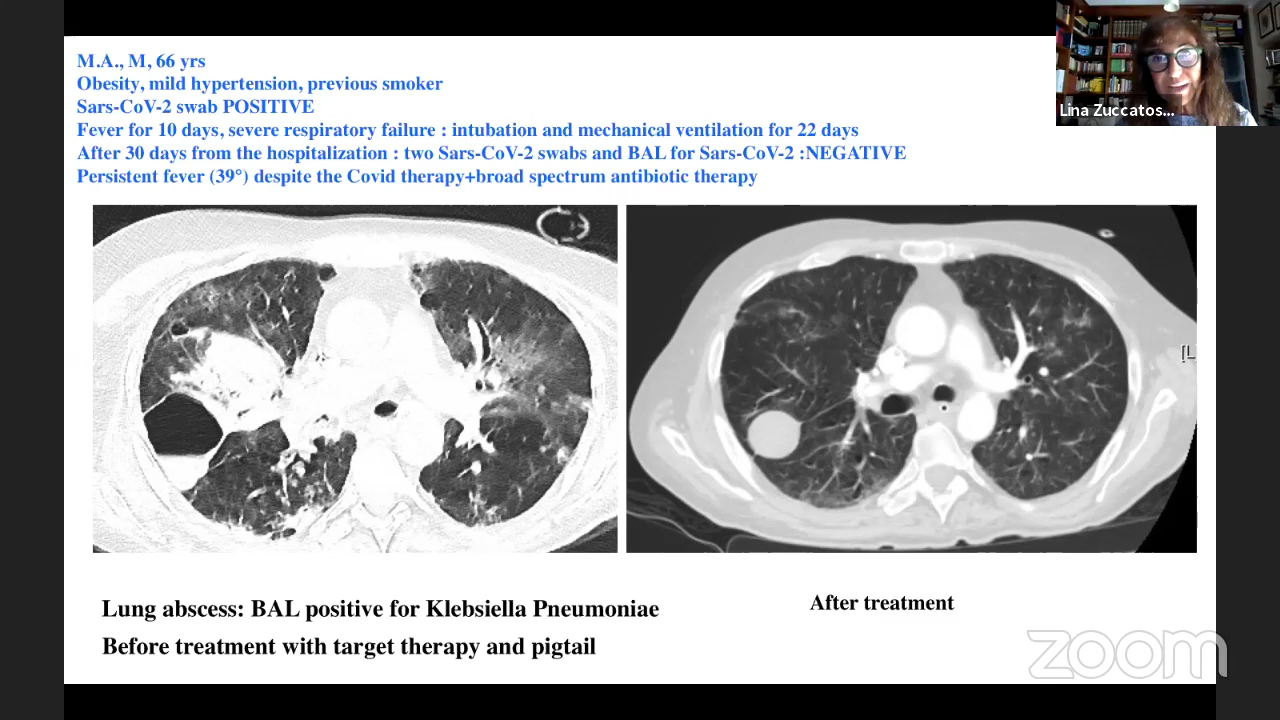 M.A., M, 66 yrs
Obesity, mild hypertension, previous smoker
Sars-CoV-2 swab POSITIVE
Fever for 10 days, severe respiratory failure : intubation and mechanical ventilation for 22 days
After 30 days from the hospitalization : two Sars-CoV-2 swabs and BAL for Sars-CoV-2 :NEGATIVE
Persistent fever (39°) despite the Covid therapy+broad spectrum antibiotic therapy
Lina Zuccatos...
[L
Lung abscess: BAL positive for Klebsiella Pneumoniae
Before treatment with target therapy and pigtail
After treatment
zoom